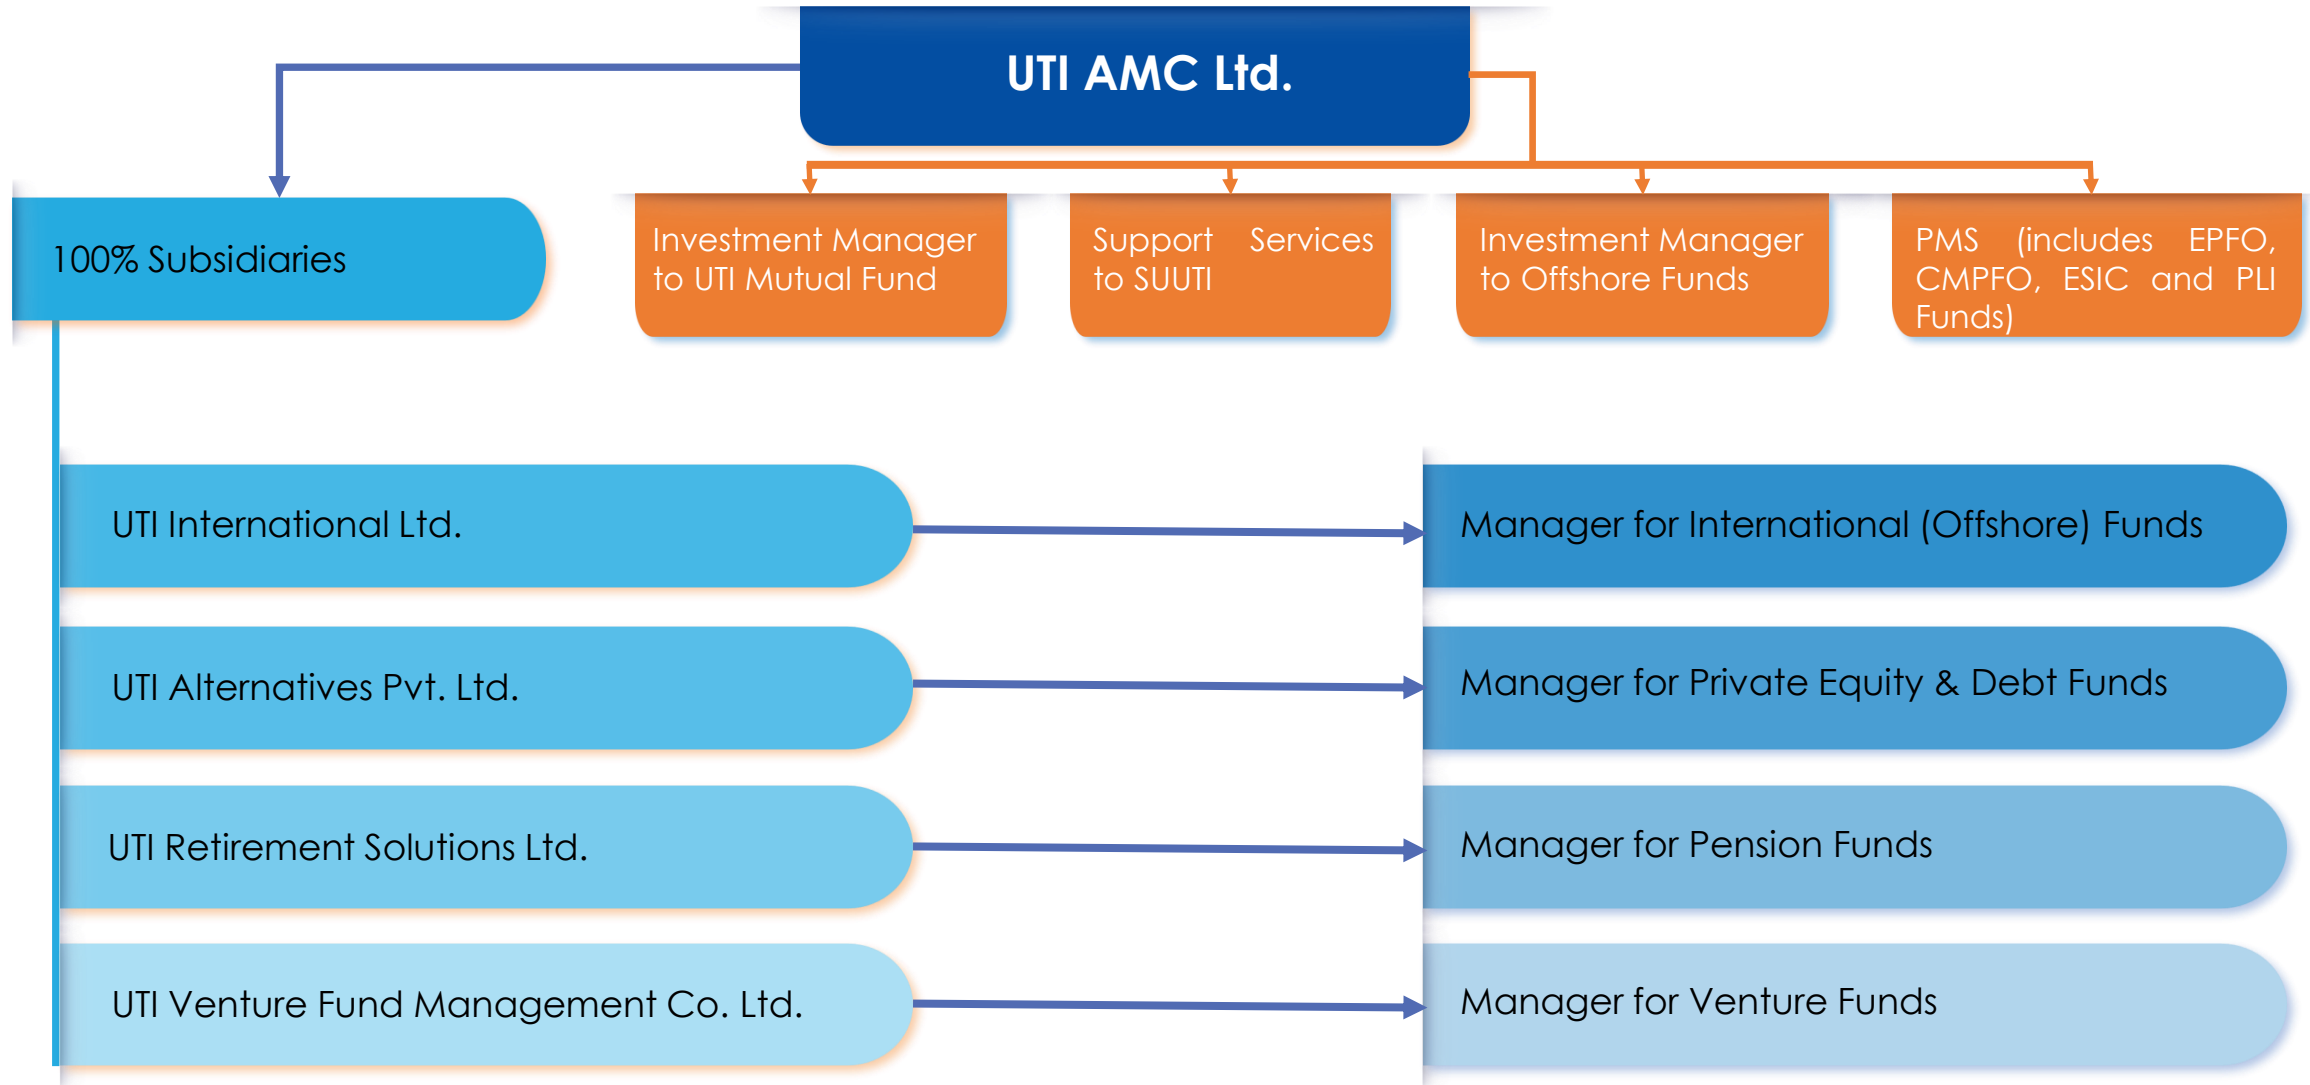 UTI AMC Ltd.
100% Subsidiaries
Investment Manager
to UTI Mutual Fund
Support Services
to SUUTI
Investment Manager
to Offshore Funds
PMS (includes EPFO,
CMPFO, ESIC and PLI
Funds)
UTI International Ltd.
Manager for International (Offshore) Funds
UTI Alternatives Pvt. Ltd.
Manager for Private Equity & Debt Funds
UTI Retirement Solutions Ltd.
Manager for Pension Funds
UTI Venture Fund Management Co. Ltd.
Manager for Venture Funds